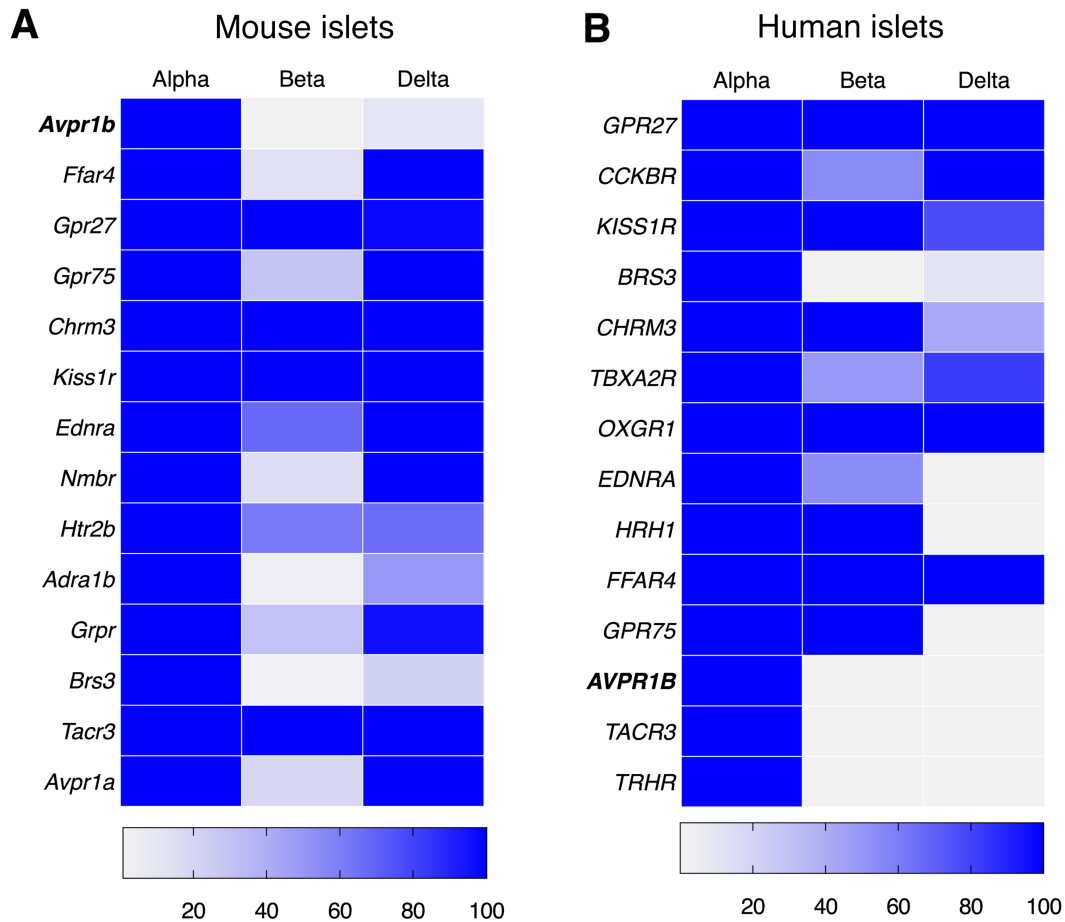 A
Mouse islets
Alpha Beta Delta
Avpr1b
Ffar4
Gpr27
Gpr75
Chrm3
Kiss1r
Ednra
Nmbr
Htr2b
Adra1b
Grpr
Brs3
Tacr3
Avpr1a
20 40 60 80 100
B
Human islets
Alpha Beta Delta
GPR27
CCKBR
KISS1R
BRS3
CHRM3
TBXA2R
OXGR1
EDNRA
HRH1
FFAR4
GPR75
AVPR1B
TACR3
TRHR
20 40 60 80 100